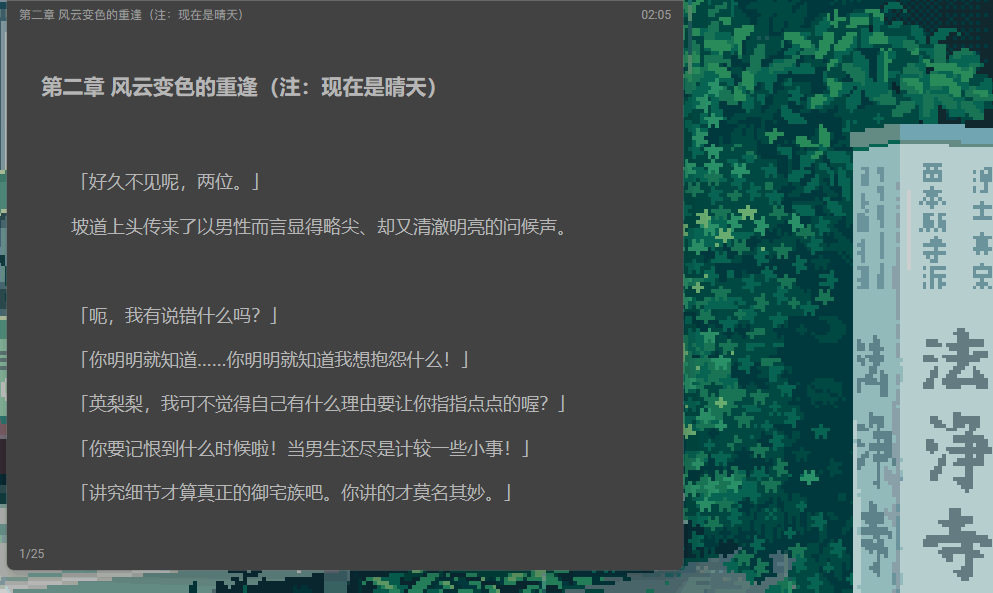 第二章 风云变色的重逢（注：现在是晴天）
02:05
第二章 风云变色的重逢（注：现在是晴天）
「好久不见呢，两位。」
坡道上头传来了以男性而言显得略尖、却又清澈明亮的问候声。
「呃，我有说错什么吗？」
「你明明就知道……你明明就知道我想抱怨什么！」
「英梨梨，我可不觉得自己有什么理由要让你指指点点的喔？」
「你要记恨到什么时候啦！当男生还尽是计较一些小事！」
「讲究细节才算真正的御宅族吧。你讲的才莫名其妙。」
1/25
浄土真宗
西本願寺派
法浄寺
法浄寺